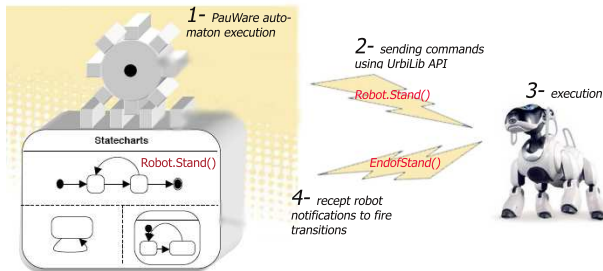 1- PauWare auto-
maton execution
2- sending commands
using UrbiLib API
Robot.Stand()
3- execution
Statecharts
Robot.Stand()
EndofStand()
4- recept robot
notifications to fire
transitions